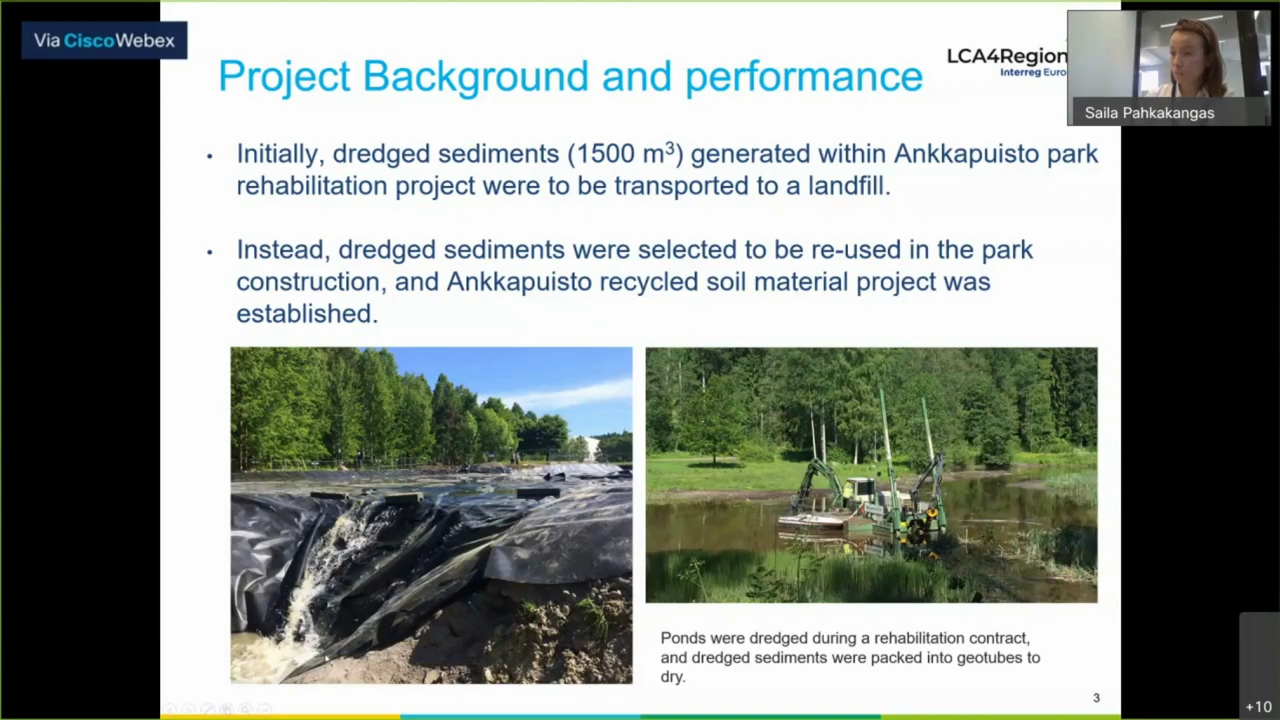 Via Cisco Webex
Project Background and performance
LCA4Region
Interreg Euro
Saila Pahkakangas
• Initially, dredged sediments (1500 m³) generated within Ankkapuisto park
rehabilitation project were to be transported to a landfill.
• Instead, dredged sediments were selected to be re-used in the park
construction, and Ankkapuisto recycled soil material project was
established.
Ponds were dredged during a rehabilitation contract,
and dredged sediments were packed into geotubes to
dry.
3
+10